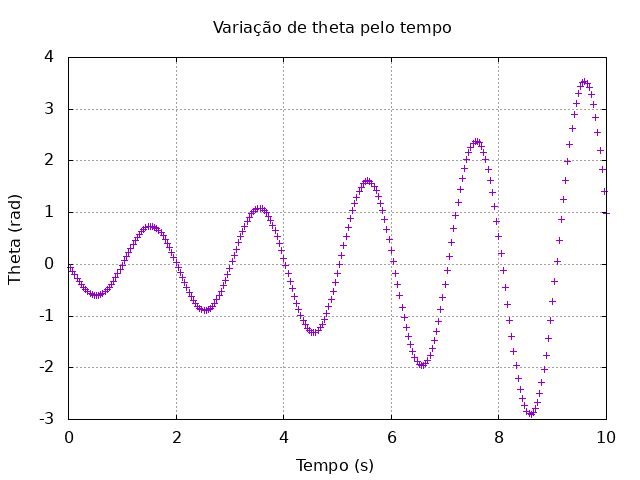 Variação de theta pelo tempo
4
3
2
1
0
-1
-2
-3
0 2 4 6 8 10
Theta (rad)
Tempo (s)